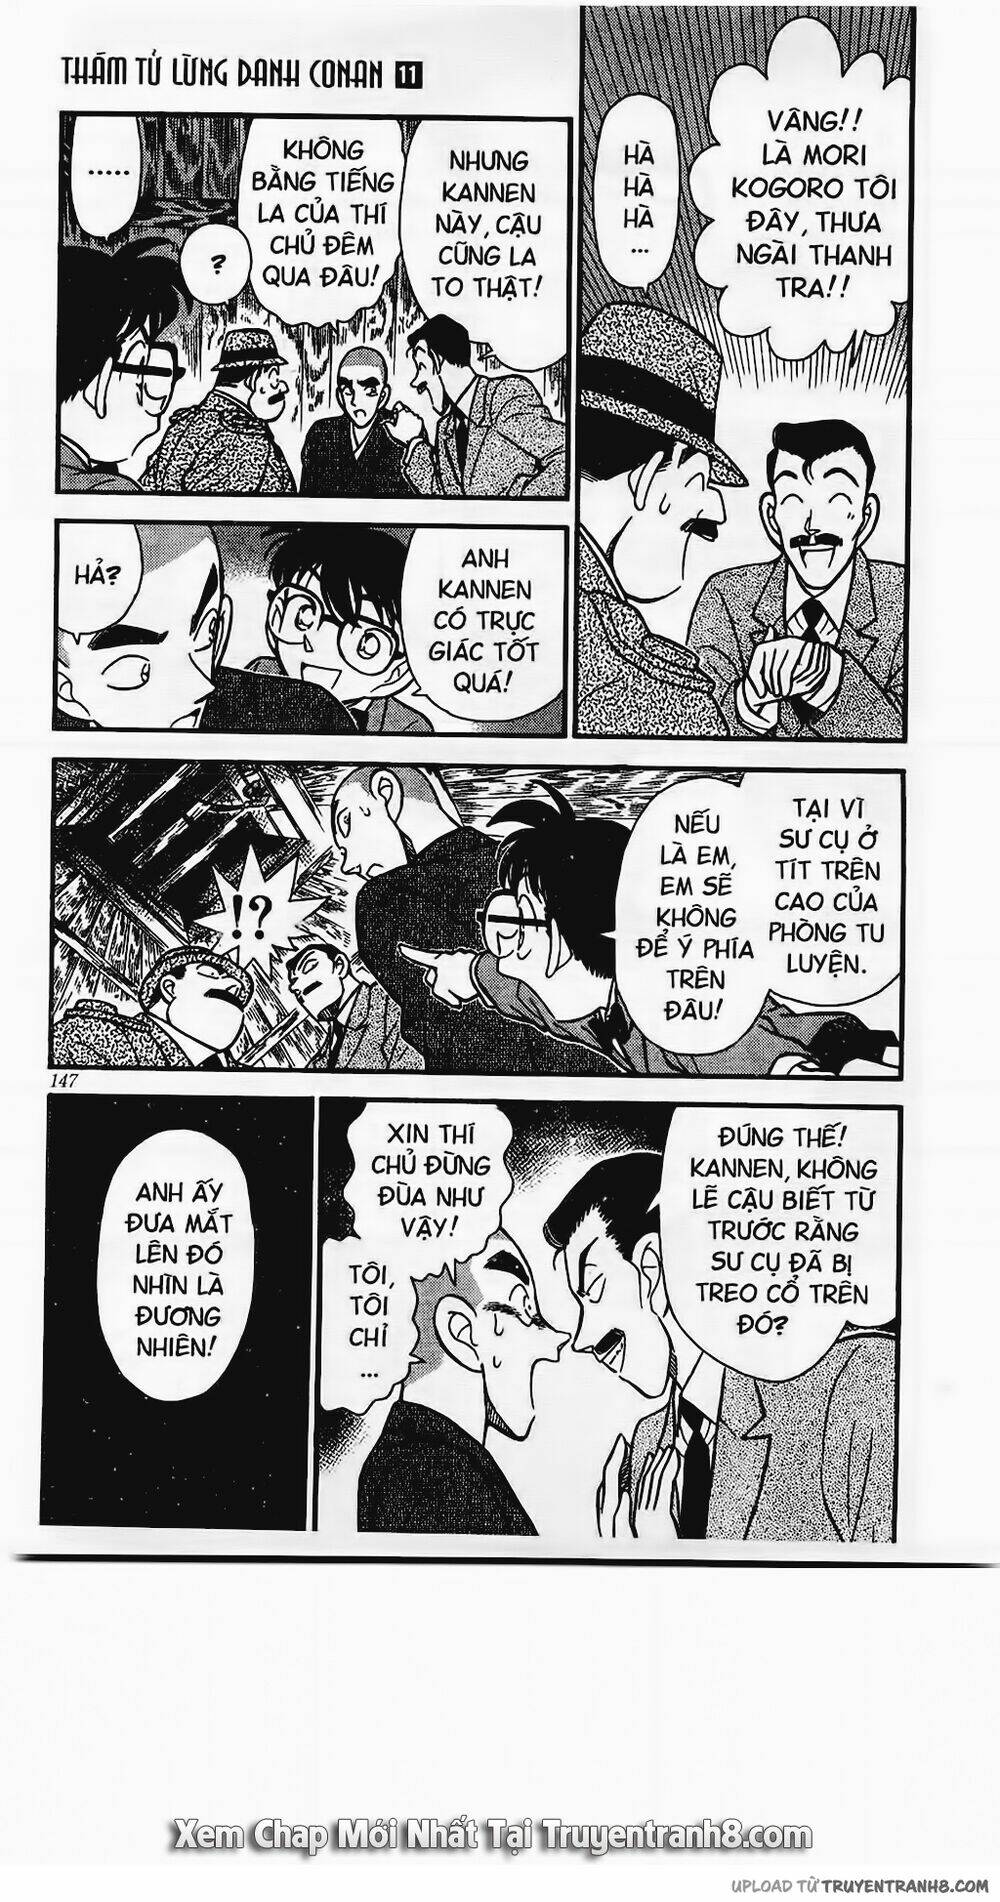 THÁM TỬ LỪNG DANH CONAN 11
VÂNG!!
LÀ MORI
KOGORO TÔI
ĐÂY, THƯA
NGÀI THANH
TRA!!
HÀ
HÀ
HÀ
...
NHƯNG
KANNEN
NÀY, CẬU
CŨNG LA
TO THẬT!
KHÔNG
BẰNG TIẾNG
LA CỦA THÍ
CHỦ ĐÊM
QUA ĐÂU!
?
......
ANH
KANNEN
CÓ TRỰC
GIÁC TỐT
QUÁ!
HẢ?
TẠI VÌ
SƯ CỤ Ở
TÍT TRÊN
CAO CỦA
PHÒNG TU
LUYỆN.
NẾU
LÀ EM,
EM SẼ
KHÔNG
ĐỂ Ý PHÍA
TRÊN
ĐÂU!
!?
147
ĐÚNG THẾ!
KANNEN, KHÔNG
LẼ CẬU BIẾT TỪ
TRƯỚC RẰNG
SƯ CỤ ĐÃ BỊ
TREO CỔ TRÊN
ĐÓ?
XIN THÍ
CHỦ ĐỪNG
ĐÙA NHƯ
VẬY!
TÔI,
TÔI
CHỈ
...
ANH ẤY
ĐƯA MẮT
LÊN ĐÓ
NHÌN LÀ
ĐƯƠNG
NHIÊN!
Xem Chap Mới Nhất Tại Truyentranh8.com
UPLOAD TỪ TRUYENTRANH8.COM